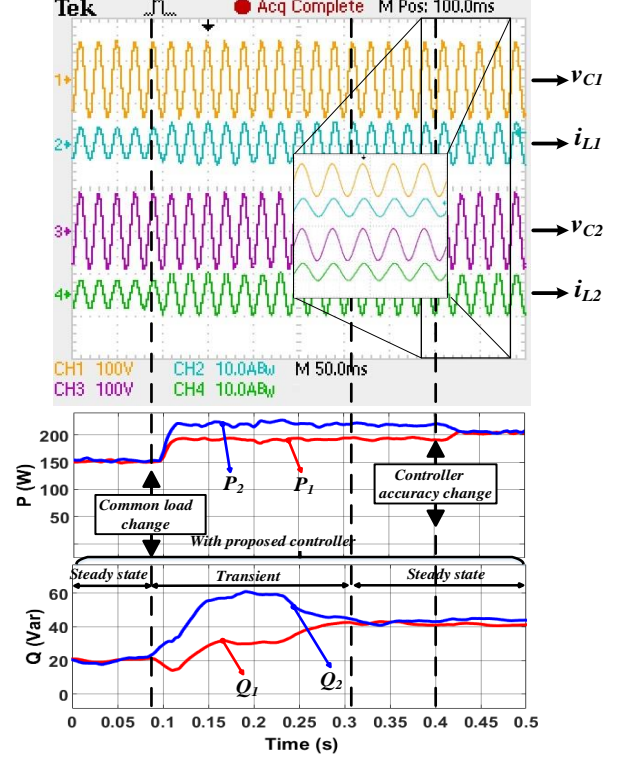 Tek Acq Complete M Pos: 100.0ms
1 vC1
2 iL1
3 vC2
4 iL2
CH1 100V CH2 10.0ABw M 50.0ms
CH3 100V CH4 10.0ABw
P (W)
200
150
100
50
P2 P1
Common load change
Controller accuracy change
With proposed controller
Steady state Transient Steady state
Q (Var)
60
40
20
0
Q1 Q2
0 0.05 0.1 0.15 0.2 0.25 0.3 0.35 0.4 0.45 0.5
Time (s)